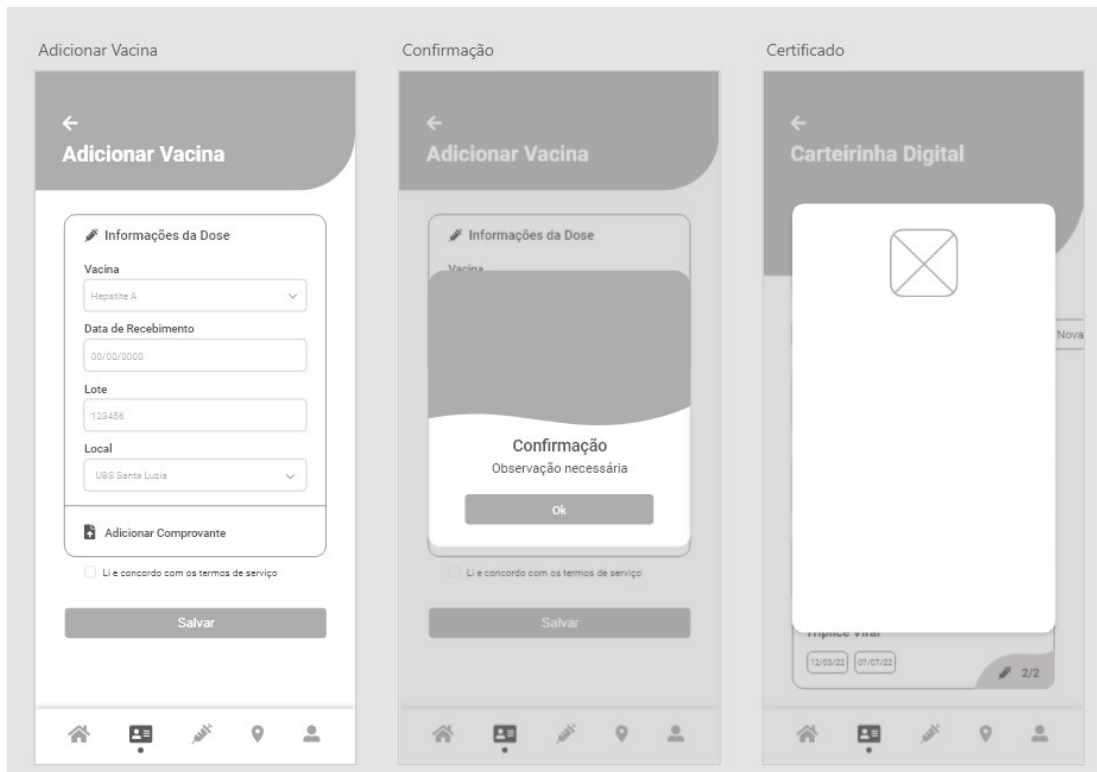 Adicionar Vacina
Adicionar Vacina
Informações da Dose
Vacina
Hepatite A
Data de Recebimento
00/00/0000
Lote
123456
Local
UBS Santa Luzia
Adicionar Comprovante
Li e concordo com os termos de serviço
Salvar
Confirmação
Adicionar Vacina
Informações da Dose
Vacina
Confirmação
Observação necessária
Ok
Li e concordo com os termos de serviço
Salvar
Certificado
Carteirinha Digital
Nova
Tríplice Viral
12/03/22 07/07/22
2/2